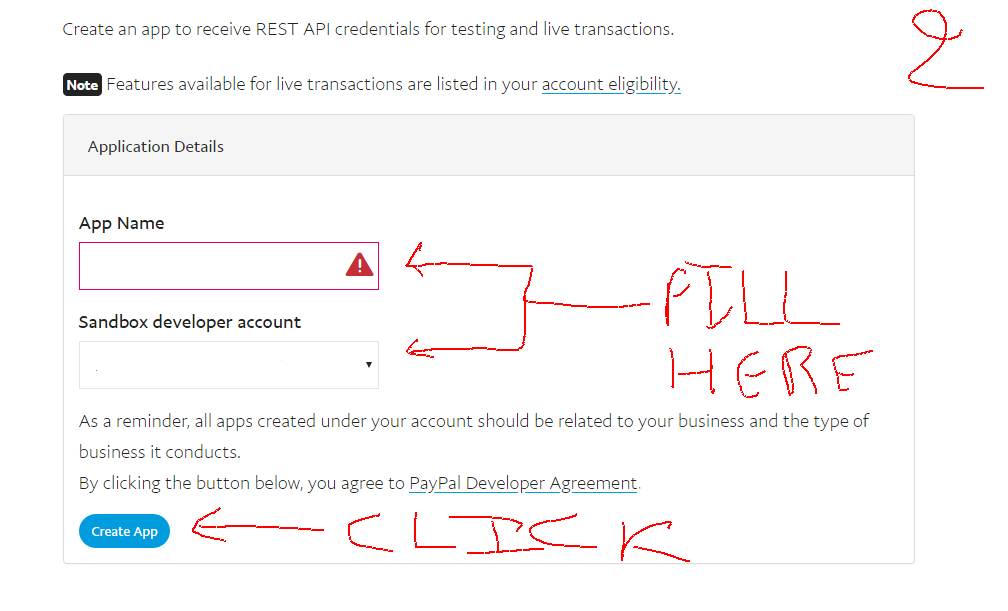 Create an app to receive REST API credentials for testing and live transactions.
2
Note Features available for live transactions are listed in your account eligibility.
Application Details
App Name
Sandbox developer account
FILL
HERE
As a reminder, all apps created under your account should be related to your business and the type of
business it conducts.
By clicking the button below, you agree to PayPal Developer Agreement.
Create App
CLICK